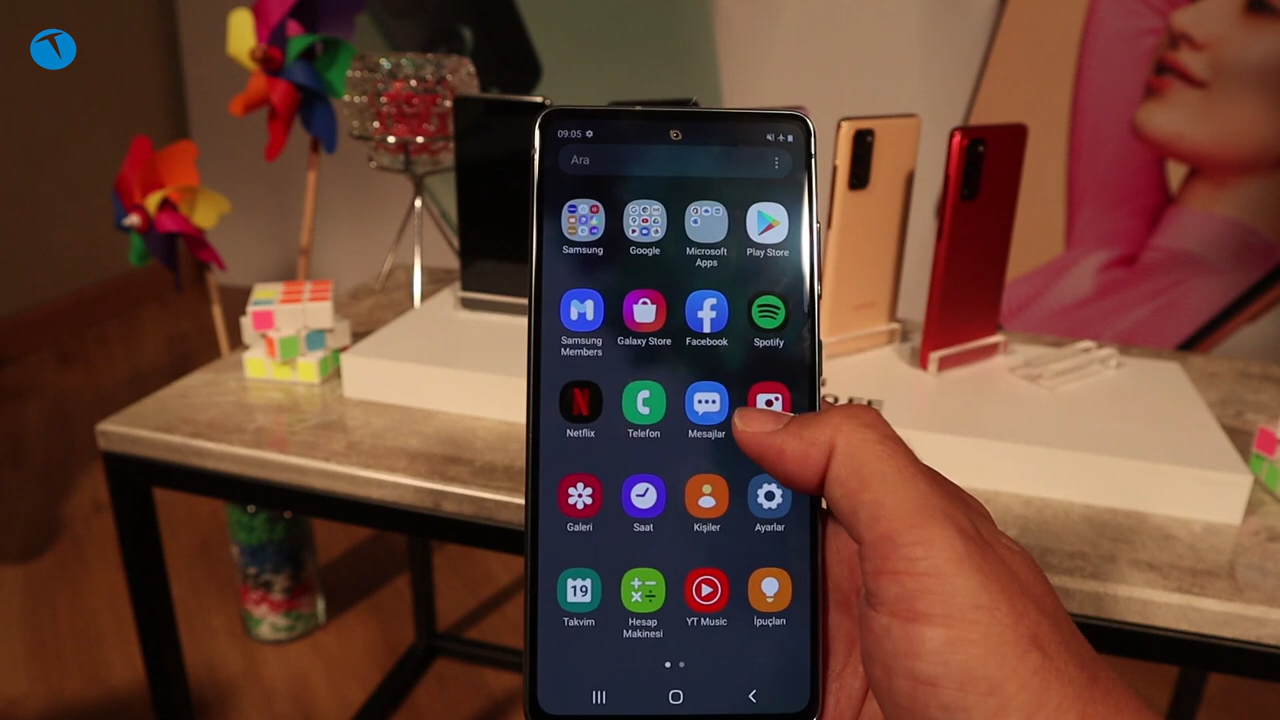 09:05
Ara
Samsung
Google
Microsoft
Apps
Play Store
Samsung
Members
Galaxy Store
Facebook
Spotify
Netflix
Telefon
Mesajlar
Galeri
Saat
Kişiler
Ayarlar
19
Takvim
Hesap
Makinesi
YT Music
İpuçları